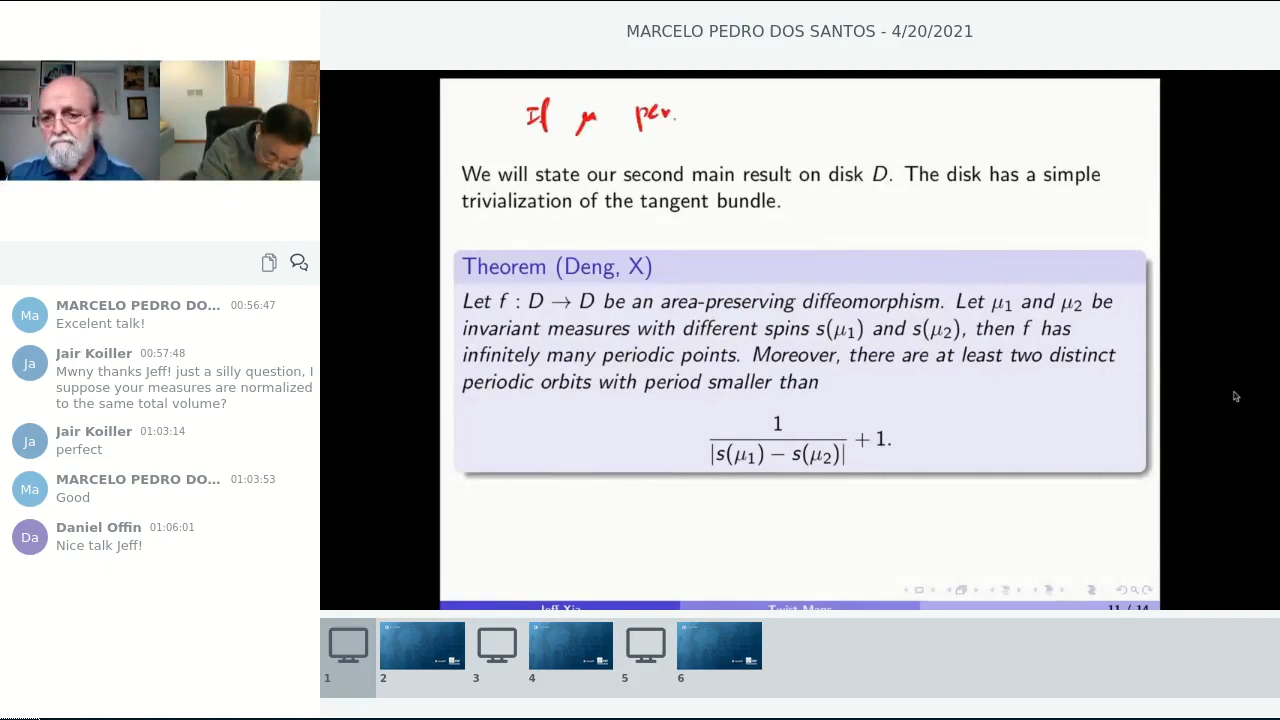 MARCELO PEDRO DOS SANTOS - 4/20/2021
If μ per.
We will state our second main result on disk D. The disk has a simple
trivialization of the tangent bundle.
Theorem (Deng, X)
Let f : D → D be an area-preserving diffeomorphism. Let μ₁ and μ₂ be
invariant measures with different spins s(μ₁) and s(μ₂), then f has
infinitely many periodic points. Moreover, there are at least two distinct
periodic orbits with period smaller than
1
|s(μ₁) − s(μ₂)| + 1.
Jeff Xia Twist Maps 11 / 14
Ma MARCELO PEDRO DO... 00:56:47
Excelent talk!
Ja Jair Koiller 00:57:48
Mwny thanks Jeff! just a silly question, I
suppose your measures are normalized
to the same total volume?
Ja Jair Koiller 01:03:14
perfect
Ma MARCELO PEDRO DO... 01:03:53
Good
Da Daniel Offin 01:06:01
Nice talk Jeff!
1 2 3 4 5 6